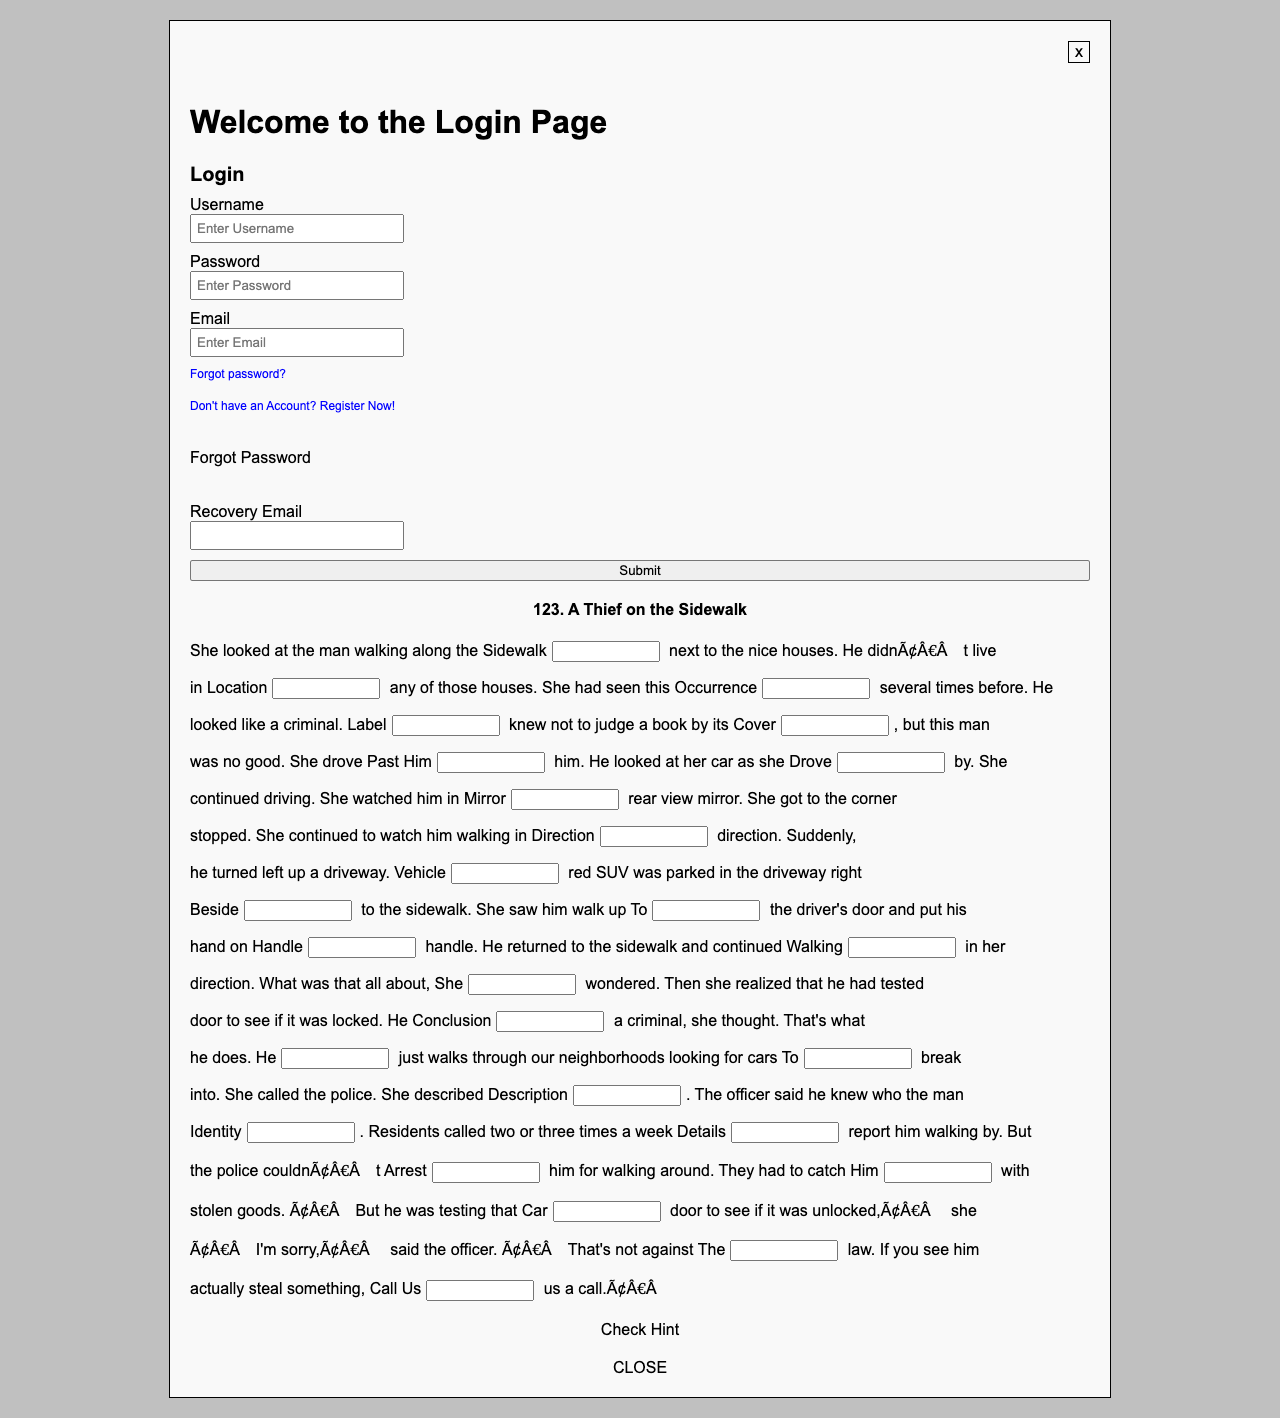 X
Welcome to the Login Page
Login
Username
Enter Username
Password
Enter Password
Email
Enter Email
Forgot password?
Don't have an Account? Register Now!
Forgot Password
Recovery Email
Submit
123. A Thief on the Sidewalk
She looked at the man walking along the Sidewalk next to the nice houses. He didnÃ¢Â€Â t live
in Location any of those houses. She had seen this Occurrence several times before. He
looked like a criminal. Label knew not to judge a book by its Cover , but this man
was no good. She drove Past Him him. He looked at her car as she Drove by. She
continued driving. She watched him in Mirror rear view mirror. She got to the corner
stopped. She continued to watch him walking in Direction direction. Suddenly,
he turned left up a driveway. Vehicle red SUV was parked in the driveway right
Beside to the sidewalk. She saw him walk up To the driver's door and put his
hand on Handle handle. He returned to the sidewalk and continued Walking in her
direction. What was that all about, She wondered. Then she realized that he had tested
door to see if it was locked. He Conclusion a criminal, she thought. That's what
he does. He just walks through our neighborhoods looking for cars To break
into. She called the police. She described Description . The officer said he knew who the man
Identity . Residents called two or three times a week Details report him walking by. But
the police couldnÃ¢Â€Â t Arrest him for walking around. They had to catch Him with
stolen goods. Ã¢Â€Â But he was testing that Car door to see if it was unlocked,Ã¢Â€Â she
Ã¢Â€Â I'm sorry,Ã¢Â€Â said the officer. Ã¢Â€Â That's not against The law. If you see him
actually steal something, Call Us us a call.Ã¢Â€Â
Check Hint
CLOSE